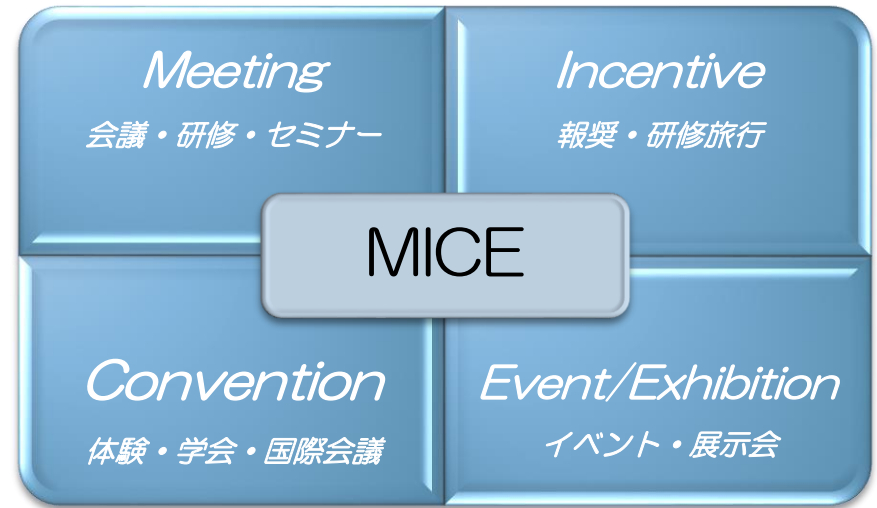 Meeting
会議・研修・セミナー
Incentive
報奨・研修旅行
MICE
Convention
体験・学会・国際会議
Event/Exhibition
イベント・展示会